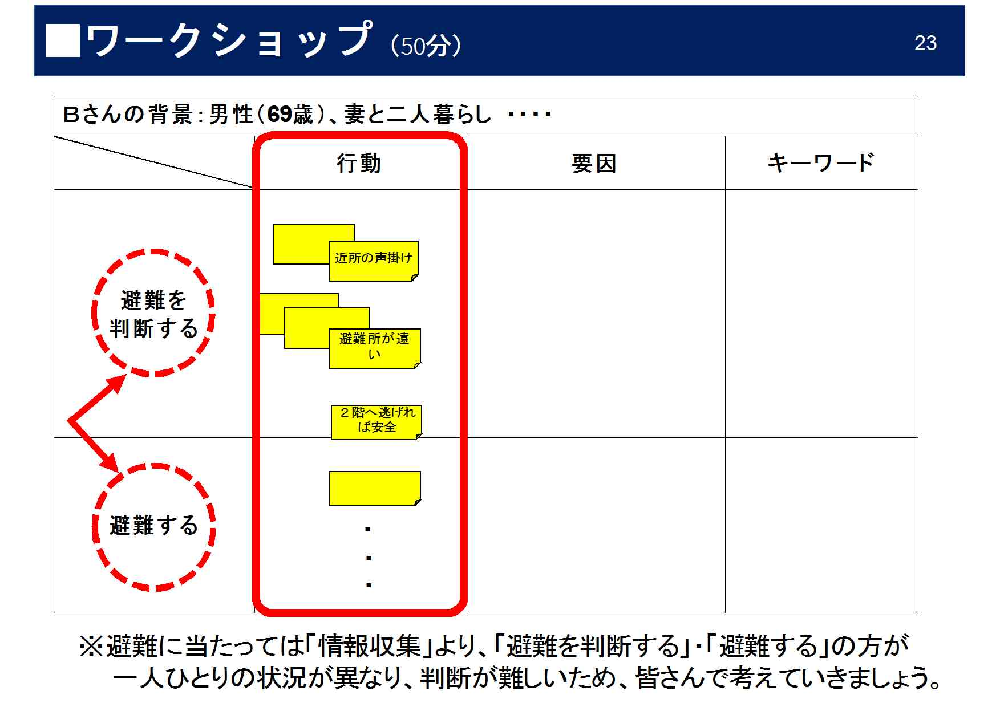 ■ワークショップ（50分）
23
Ｂさんの背景：男性（69歳）、妻と二人暮らし ・・・・
行動
要因
キーワード
避難を
判断する
近所の声掛け
避難所が遠
い
２階へ逃げれ
ば安全
避難する
・
・
・
※避難に当たっては「情報収集」より、「避難を判断する」・「避難する」の方が
一人ひとりの状況が異なり、判断が難しいため、皆さんで考えていきましょう。